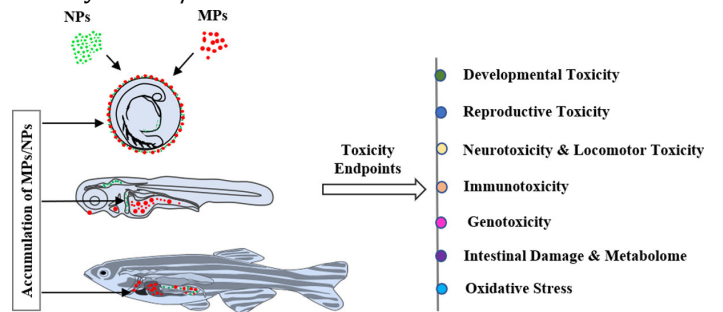 NPs
MPs
Accumulation of MPs/NPs
Toxicity
Endpoints
Developmental Toxicity
Reproductive Toxicity
Neurotoxicity & Locomotor Toxicity
Immunotoxicity
Genotoxicity
Intestinal Damage & Metabolome
Oxidative Stress